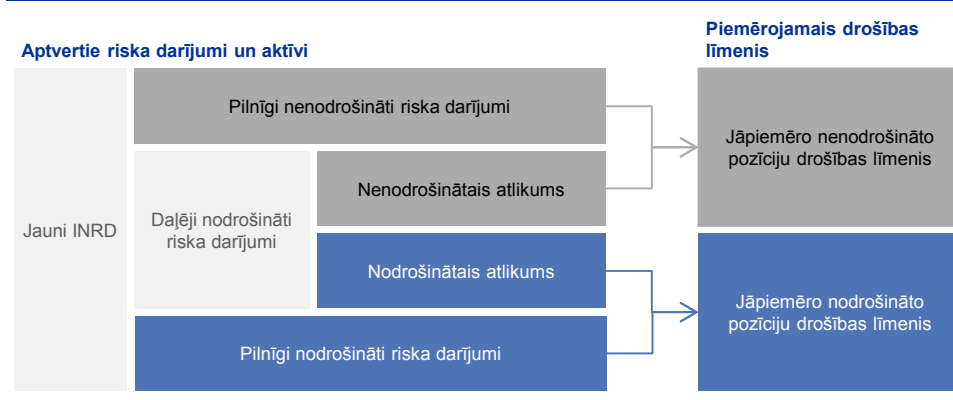 Aptvertie riska darījumi un aktīvi
Piemērojamais drošības
līmenis
Jauni INRD
Pilnīgi nenodrošināti riska darījumi
Daļēji nodrošināti
riska darījumi
Nenodrošinātais atlikums
Nodrošinātais atlikums
Pilnīgi nodrošināti riska darījumi
Jāpiemēro nenodrošināto
pozīciju drošības līmenis
Jāpiemēro nodrošināto
pozīciju drošības līmenis